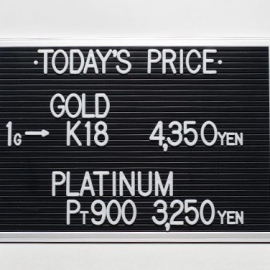 ·TODAY'S PRICE·
GOLD
1G→ K18 4,350YEN
PLATINUM
PT900 3,250YEN